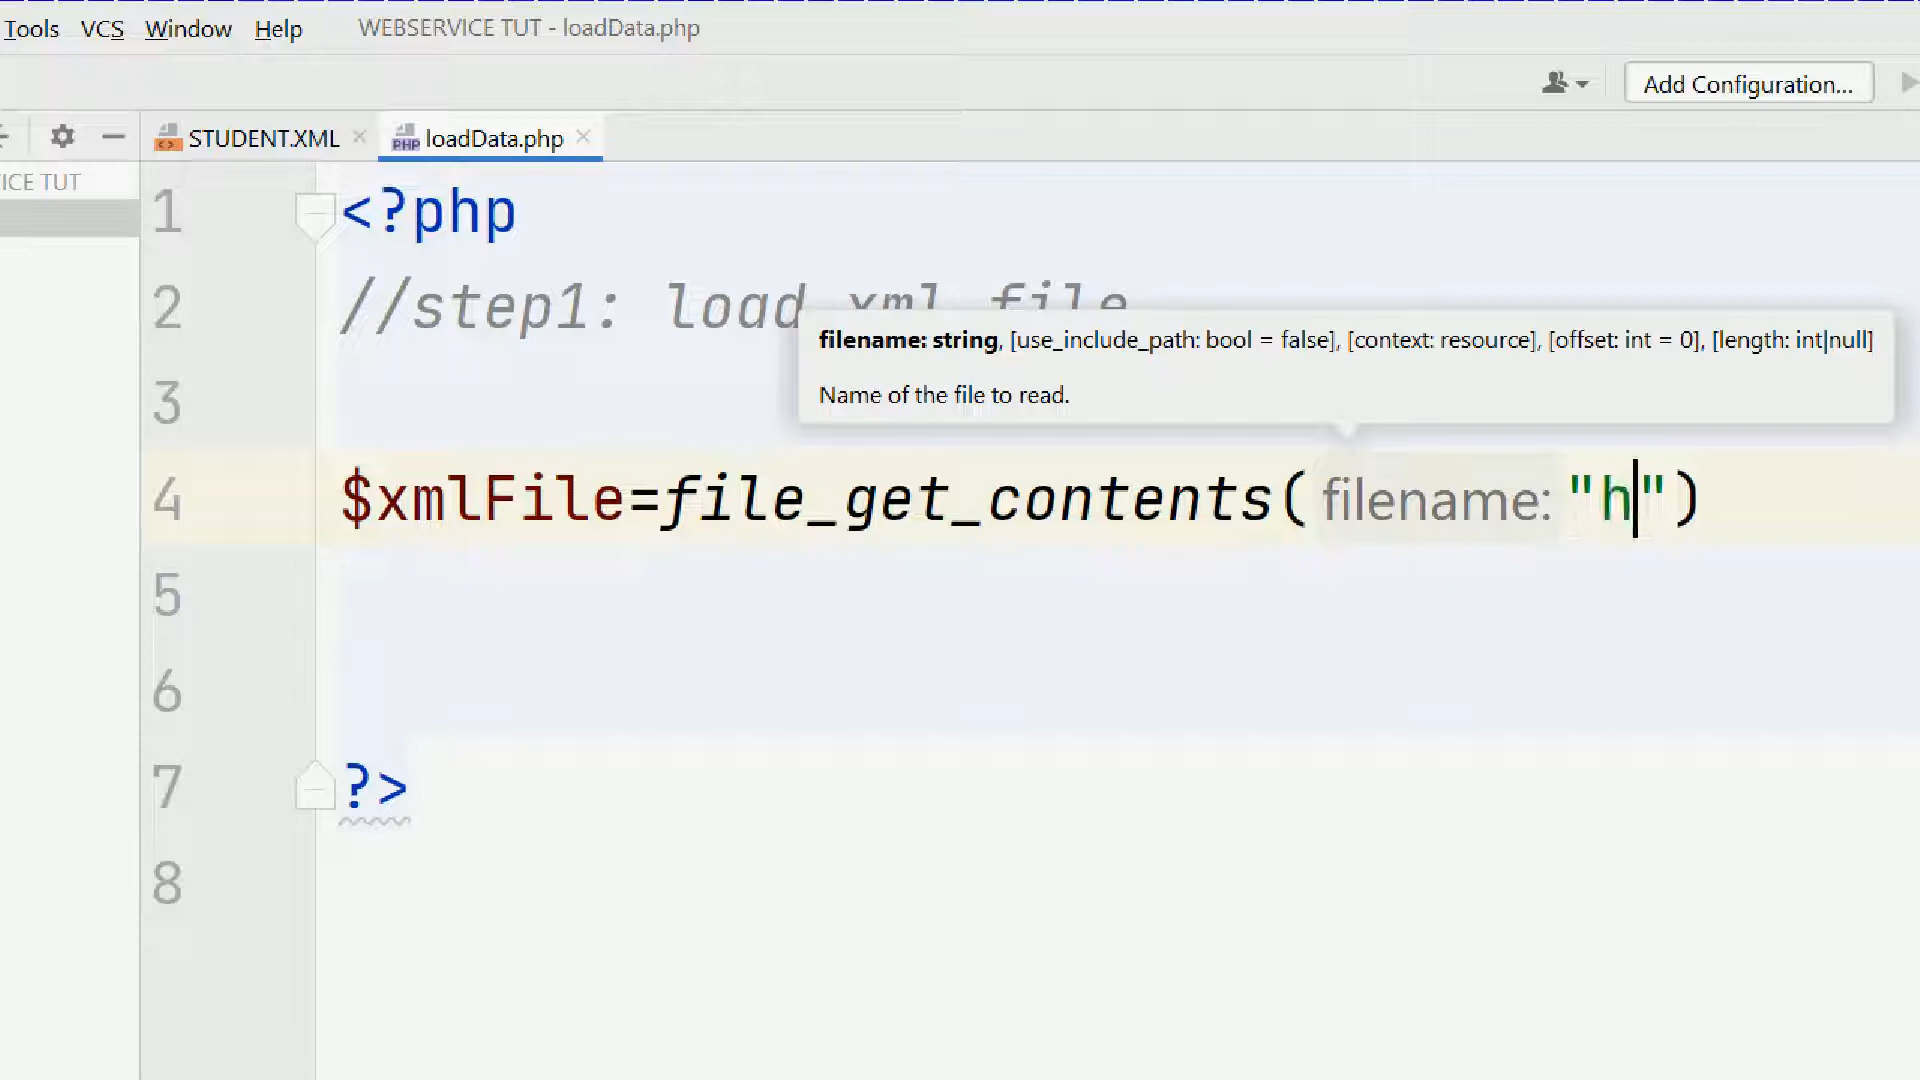 Tools VCS Window Help WEBSERVICE TUT - loadData.php
Add Configuration...
STUDENT.XML loadData.php
ICE TUT
1 <?php
2 //step1: load xml file
filename: string, [use_include_path: bool = false], [context: resource], [offset: int = 0], [length: int|null]
Name of the file to read.
3
4 $xmlFile=file_get_contents( filename: "h")
5
6
7 ?>
8